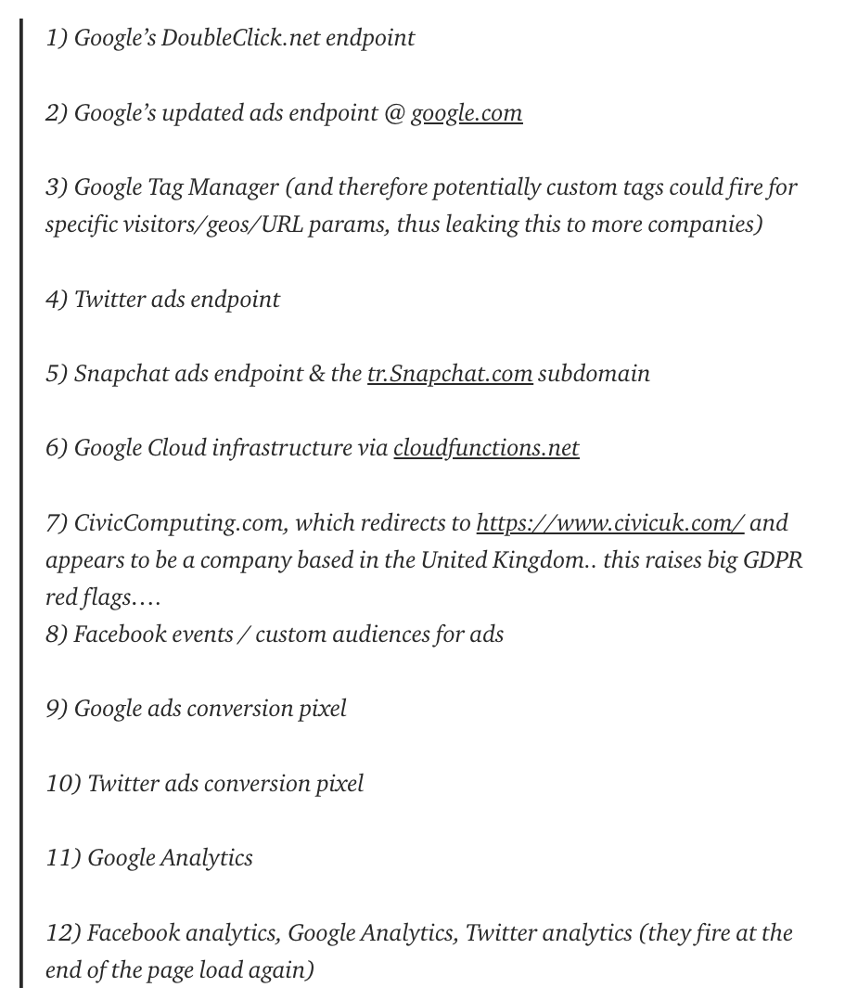 1) Google’s DoubleClick.net endpoint
2) Google’s updated ads endpoint @ google.com
3) Google Tag Manager (and therefore potentially custom tags could fire for
specific visitors/geos/URL params, thus leaking this to more companies)
4) Twitter ads endpoint
5) Snapchat ads endpoint & the tr.Snapchat.com subdomain
6) Google Cloud infrastructure via cloudfunctions.net
7) CivicComputing.com, which redirects to https://www.civicuk.com/ and
appears to be a company based in the United Kingdom.. this raises big GDPR
red flags….
8) Facebook events / custom audiences for ads
9) Google ads conversion pixel
10) Twitter ads conversion pixel
11) Google Analytics
12) Facebook analytics, Google Analytics, Twitter analytics (they fire at the
end of the page load again)